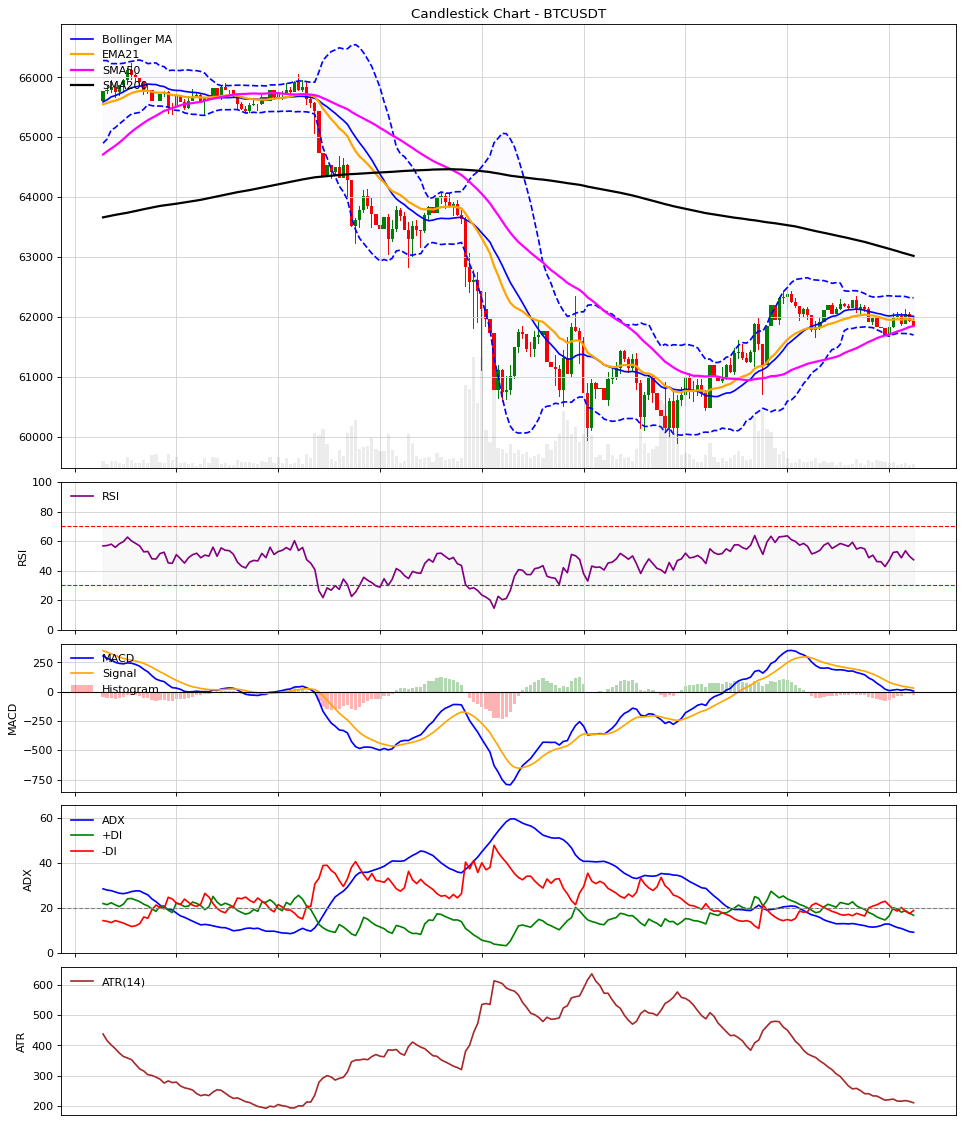 Candlestick Chart - BTCUSDT
Bollinger MA
EMA21
SMA50
SMA200
66000
65000
64000
63000
62000
61000
60000
RSI
100
80
60
40
20
0
RSI
MACD
Signal
Histogram
250
0
−250
−500
−750
MACD
ADX
+DI
-DI
60
40
20
0
ADX
ATR(14)
600
500
400
300
200
ATR